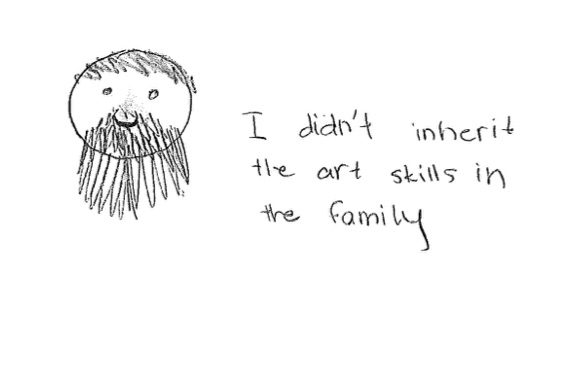 I didn't inherit
the art skills in
the family